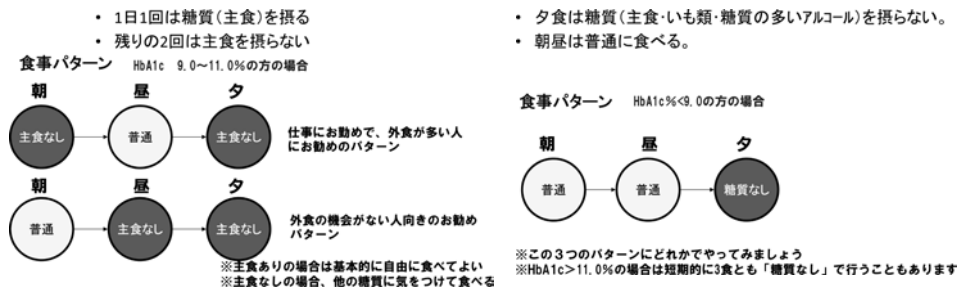 • 1日1回は糖質(主食)を摂る
• 残りの2回は主食を摂らない
食事パターン HbA1c 9.0~11.0%の方の場合
朝 昼 夕
主食なし 普通 主食なし
仕事にお勤めで、外食が多い人
にお勧めのパターン
朝 昼 夕
普通 主食なし 主食なし
外食の機会がない人向きのお勧め
パターン
※主食ありの場合は基本的に自由に食べてよい
※主食なしの場合、他の糖質に気をつけて食べる
• 夕食は糖質(主食・いも類・糖質の多いアルコール)を摂らない。
• 朝昼は普通に食べる。
食事パターン HbA1c%<9.0の方の場合
朝 昼 夕
普通 普通 糖質なし
※この3つのパターンにどれかでやってみましょう
※HbA1c>11.0%の場合は短期的に3食とも「糖質なし」で行うこともあります